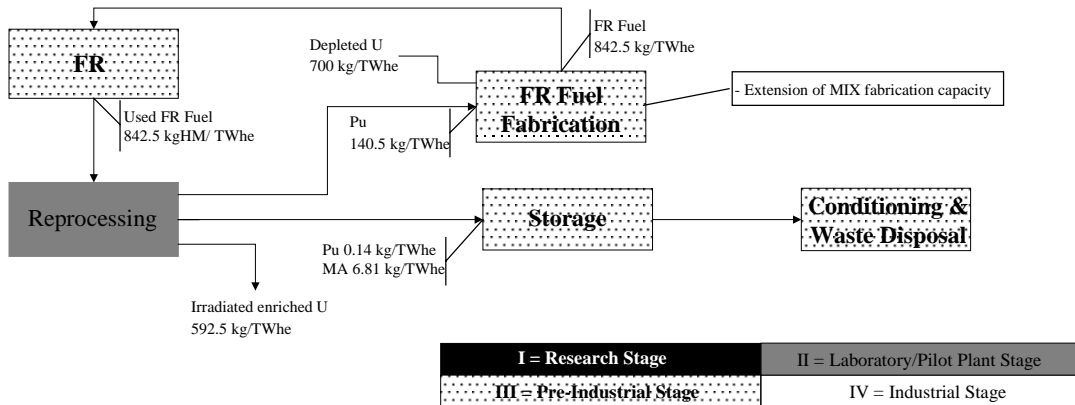 FR Fuel
842.5 kg/TWhe
FR
Depleted U
700 kg/TWhe
FR Fuel
Fabrication
- Extension of MIX fabrication capacity
Used FR Fuel
842.5 kgHM/ TWhe
Pu
140.5 kg/TWhe
Reprocessing
Storage
Conditioning &
Waste Disposal
Pu 0.14 kg/TWhe
MA 6.81 kg/TWhe
Irradiated enriched U
592.5 kg/TWhe
I = Research Stage
II = Laboratory/Pilot Plant Stage
III = Pre-Industrial Stage
IV = Industrial Stage